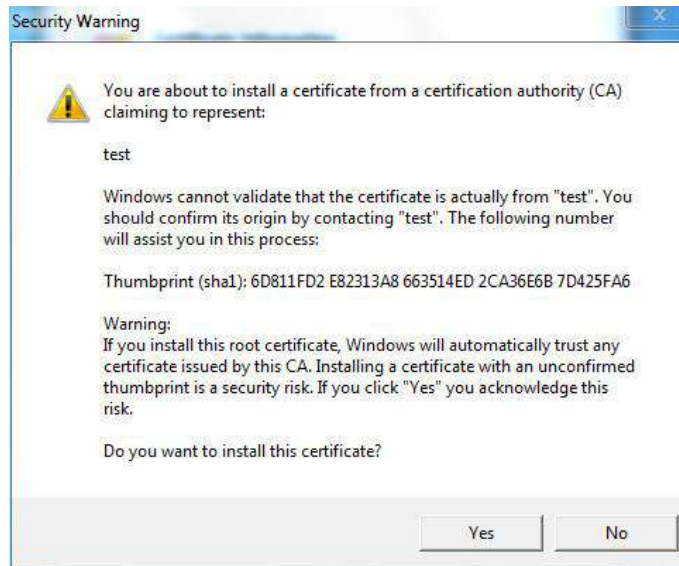 Security Warning
You are about to install a certificate from a certification authority (CA)
claiming to represent:
test
Windows cannot validate that the certificate is actually from "test". You
should confirm its origin by contacting "test". The following number
will assist you in this process:
Thumbprint (sha1): 6D811FD2 E82313A8 663514ED 2CA36E6B 7D425FA6
Warning:
If you install this root certificate, Windows will automatically trust any
certificate issued by this CA. Installing a certificate with an unconfirmed
thumbprint is a security risk. If you click "Yes" you acknowledge this
risk.
Do you want to install this certificate?
Yes
No